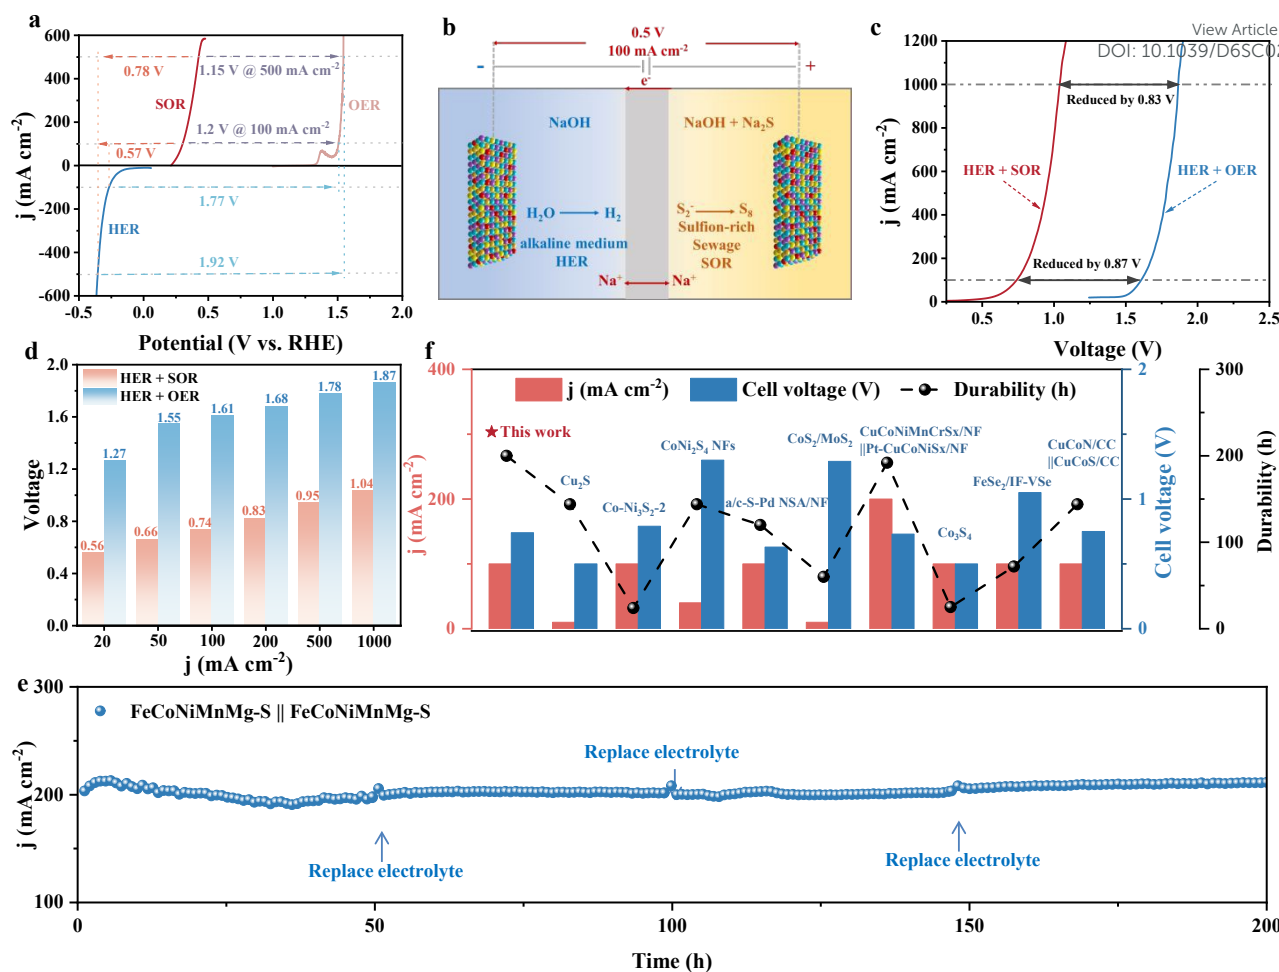 View Article
DOI: 10.1039/D6SC02
a
600
400
200
0
-200
-400
-600
j (mA cm-2)
-0.5
0.0
0.5
1.0
1.5
2.0
Potential (V vs. RHE)
0.78 V
1.15 V @ 500 mA cm-2
SOR
OER
1.2 V @ 100 mA cm-2
0.57 V
1.77 V
HER
1.92 V
b
0.5 V
100 mA cm-2
-
+
e-
NaOH
NaOH + Na2S
H2O
H2
S2-
S8
alkaline medium
HER
Sulfion-rich
Sewage
SOR
Na+
Na+
c
1200
1000
800
600
400
200
0
j (mA cm-2)
0.5
1.0
1.5
2.0
2.5
Voltage (V)
Reduced by 0.83 V
HER + SOR
HER + OER
Reduced by 0.87 V
d
2.0
1.6
1.2
0.8
0.4
0.0
Voltage
HER + SOR
HER + OER
0.56
1.27
0.66
1.55
0.74
1.61
0.83
1.68
0.95
1.78
1.04
1.87
20
50
100
200
500
1000
j (mA cm-2)
f
400
200
0
j (mA cm-2)
j (mA cm-2)
Cell voltage (V)
Durability (h)
★This work
Cu2S
Co-Ni3S2-2
CoNi2S4 NFs
a/c-S-Pd NSA/NF
CoS2/MoS2
CuCoNiMnCrSx/NF
||Pt-CuCoNiSx/NF
Co3S4
FeSe2/IF-VSe
CuCoN/CC
||CuCoS/CC
2
1
0
Cell voltage (V)
300
200
100
0
Durability (h)
e
300
200
100
j (mA cm-2)
FeCoNiMnMg-S || FeCoNiMnMg-S
Replace electrolyte
Replace electrolyte
Replace electrolyte
0
50
100
150
200
Time (h)